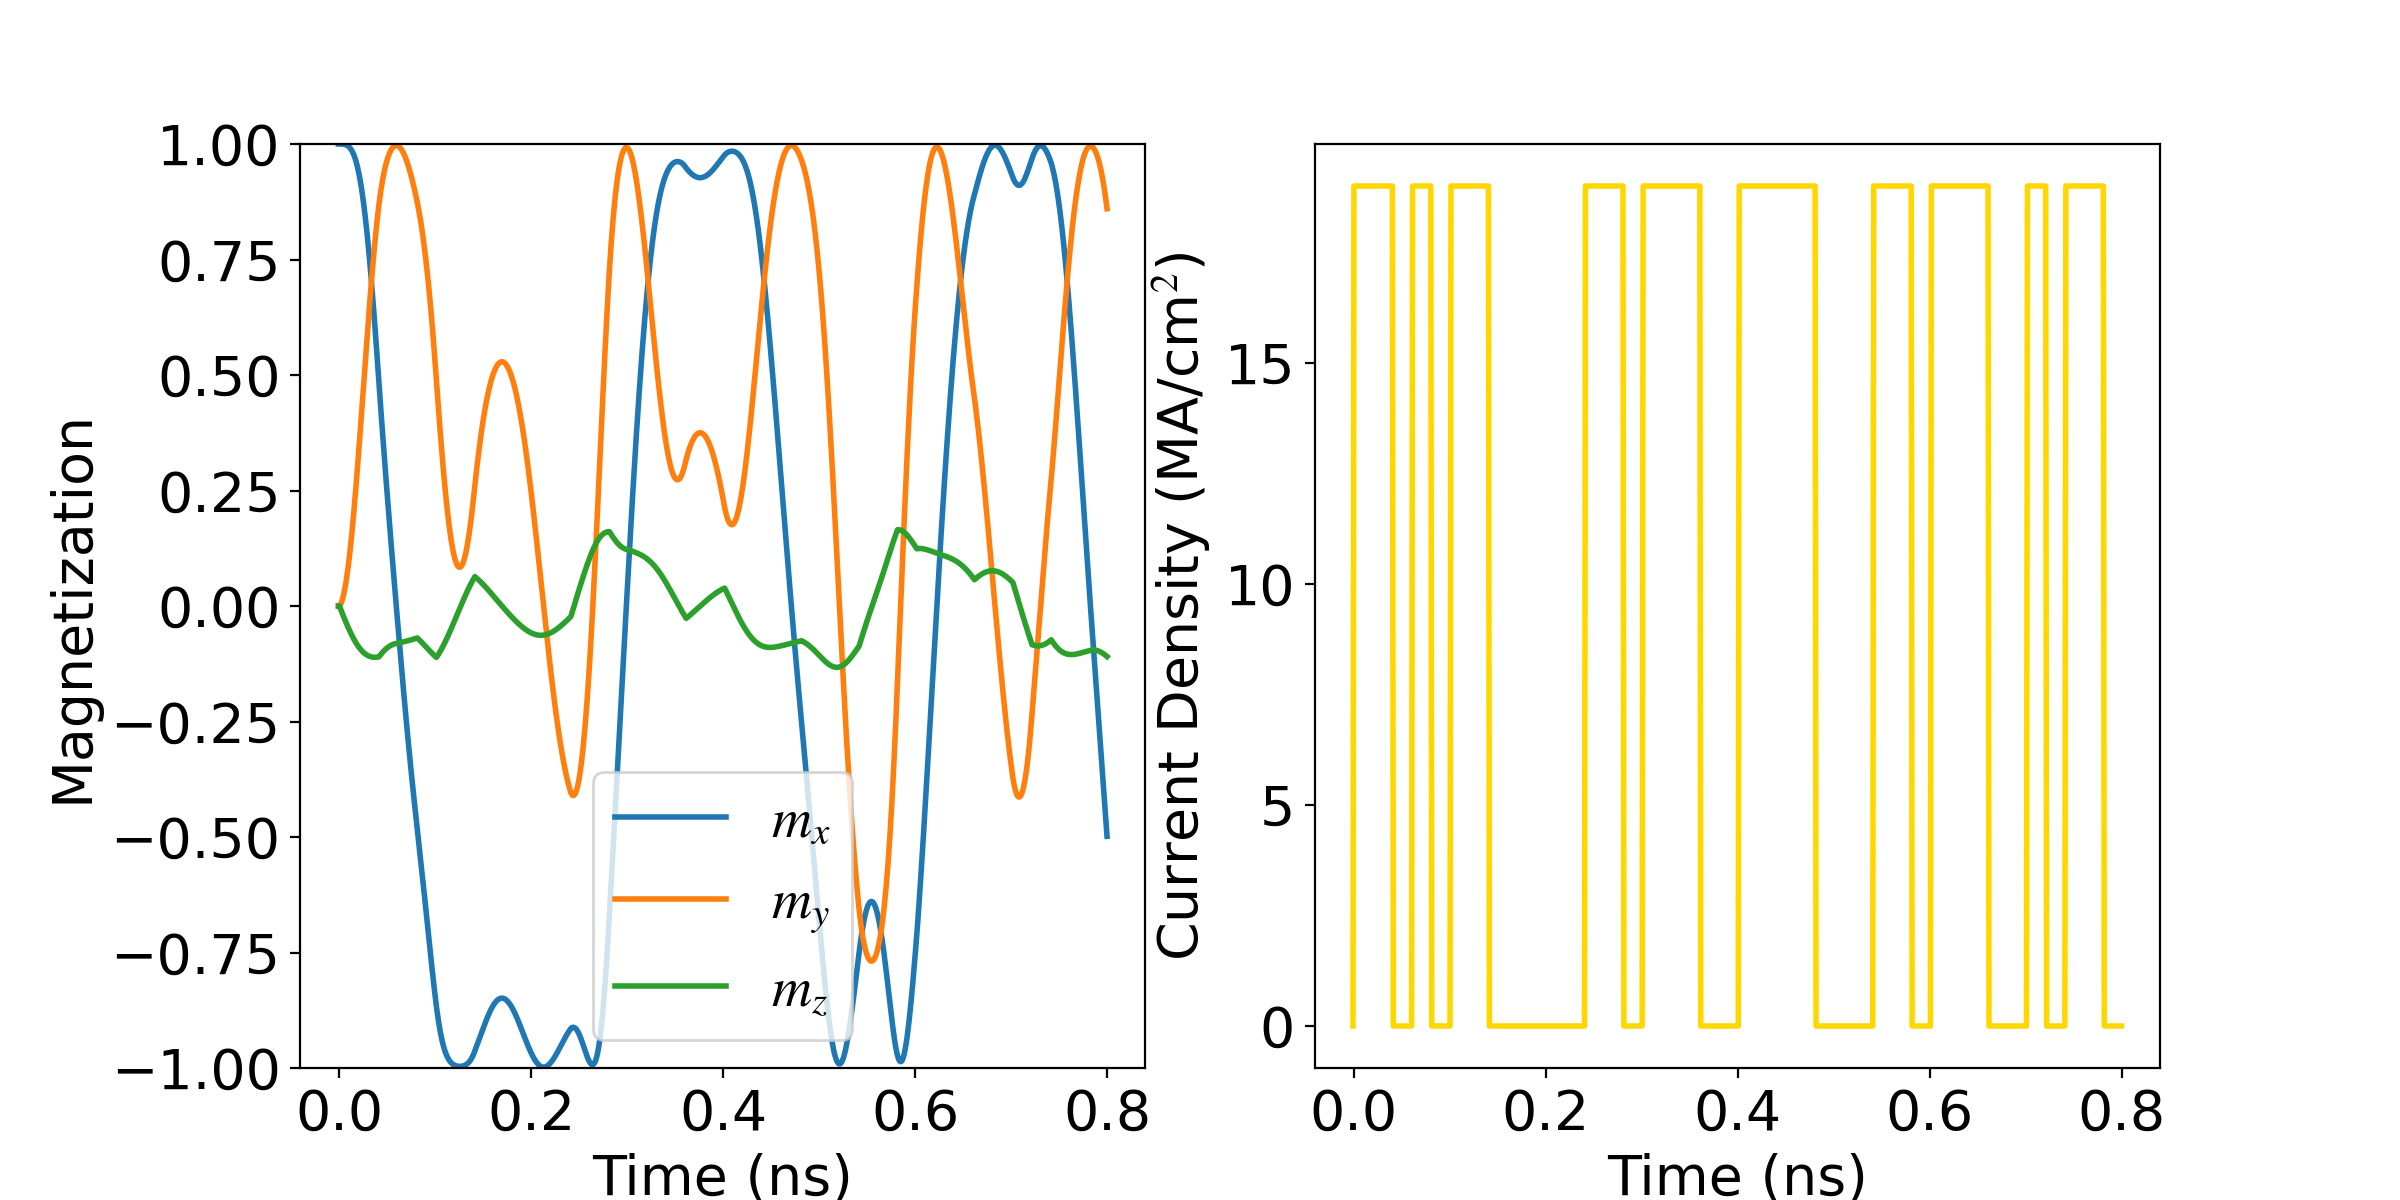 Magnetization
1.00
0.75
0.50
0.25
0.00
−0.25
−0.50
−0.75
−1.00
0.0 0.2 0.4 0.6 0.8
Time (ns)
m_x
m_y
m_z
Current Density (MA/cm²)
15
10
5
0
0.0 0.2 0.4 0.6 0.8
Time (ns)